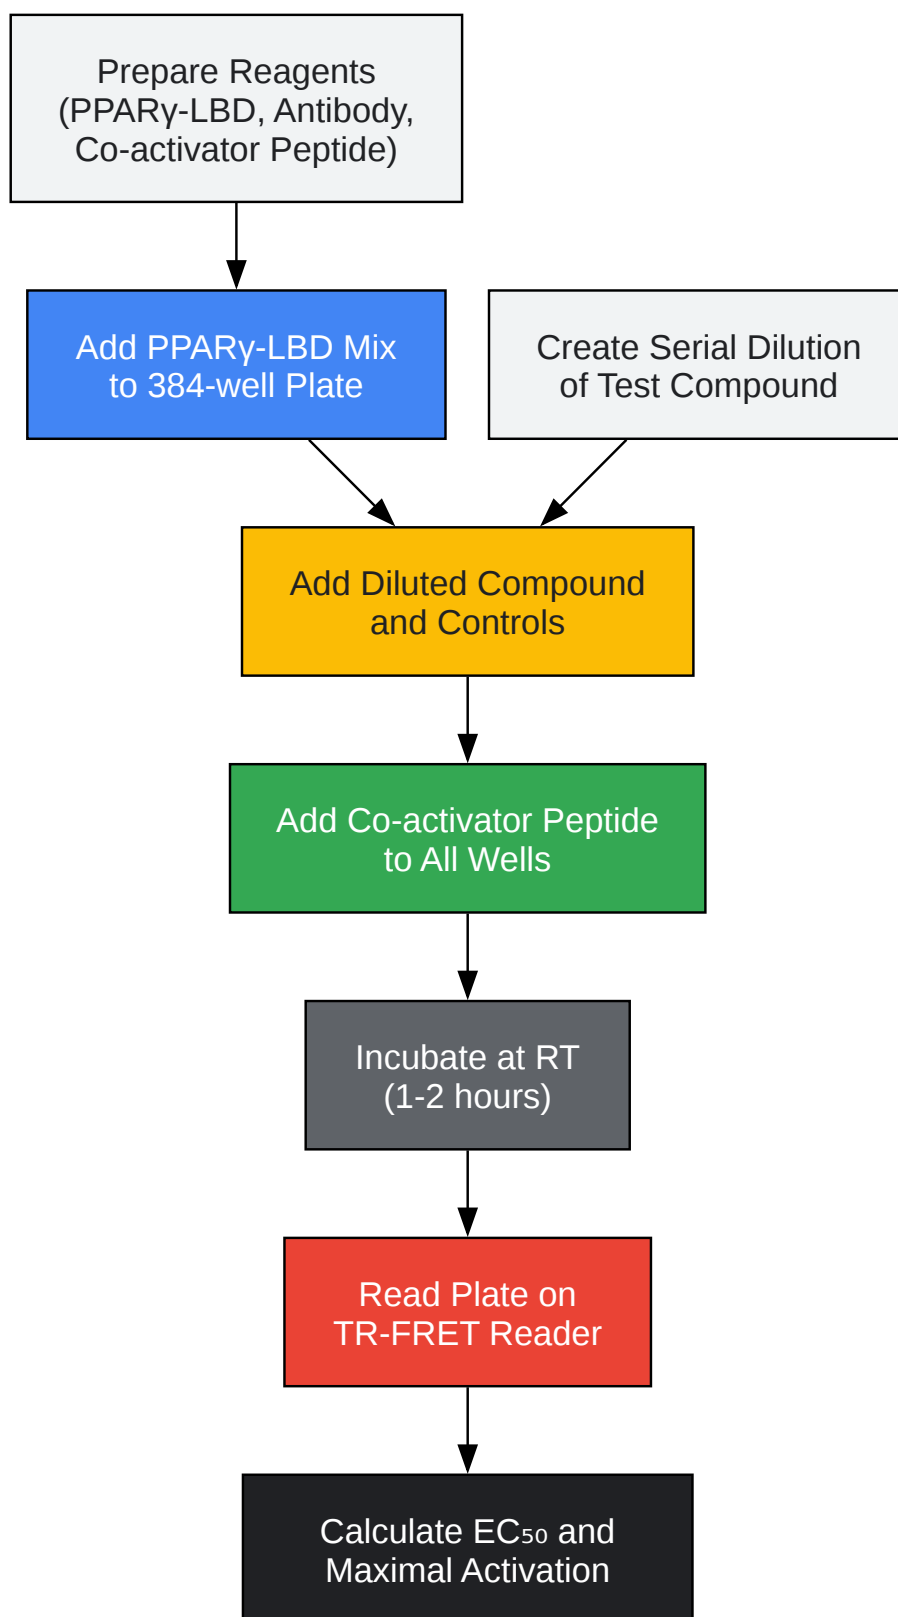 Prepare Reagents
(PPARγ-LBD, Antibody,
Co-activator Peptide)
Add PPARγ-LBD Mix
to 384-well Plate
Create Serial Dilution
of Test Compound
Add Diluted Compound
and Controls
Add Co-activator Peptide
to All Wells
Incubate at RT
(1-2 hours)
Read Plate on
TR-FRET Reader
Calculate EC₅₀ and
Maximal Activation